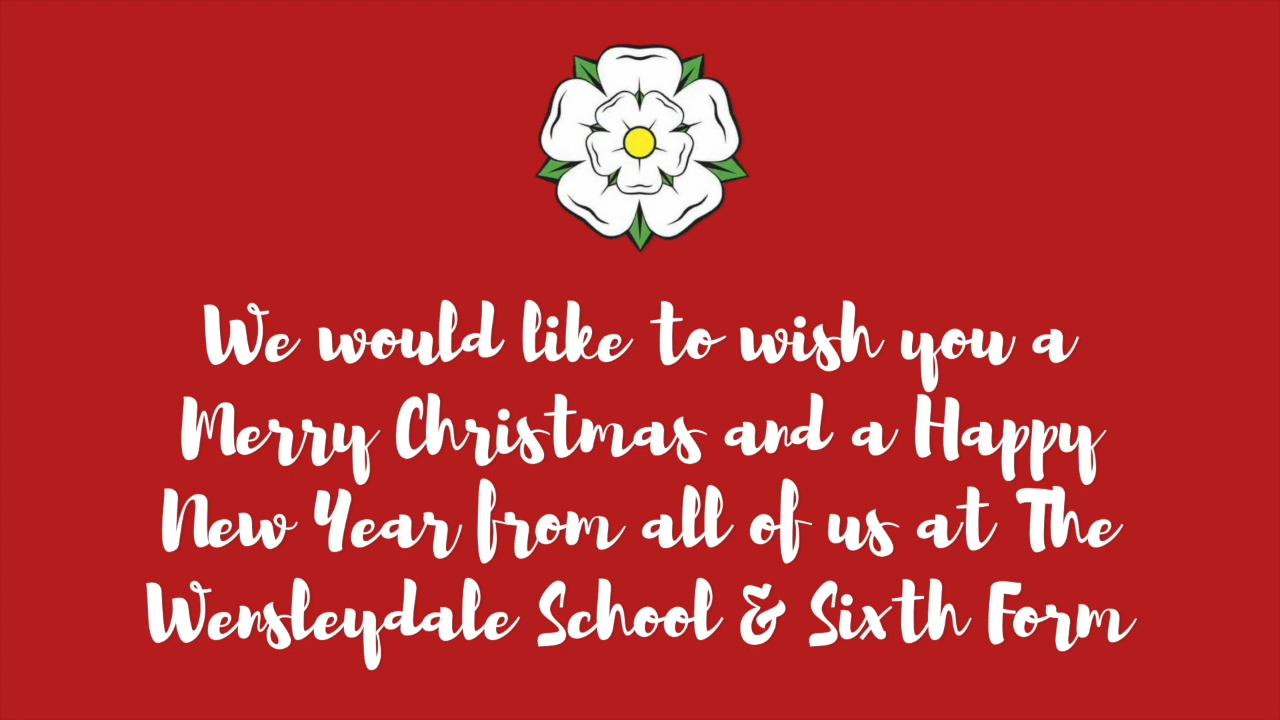 We would like to wish you a
Merry Christmas and a Happy
New Year from all of us at The
Wensleydale School & Sixth Form